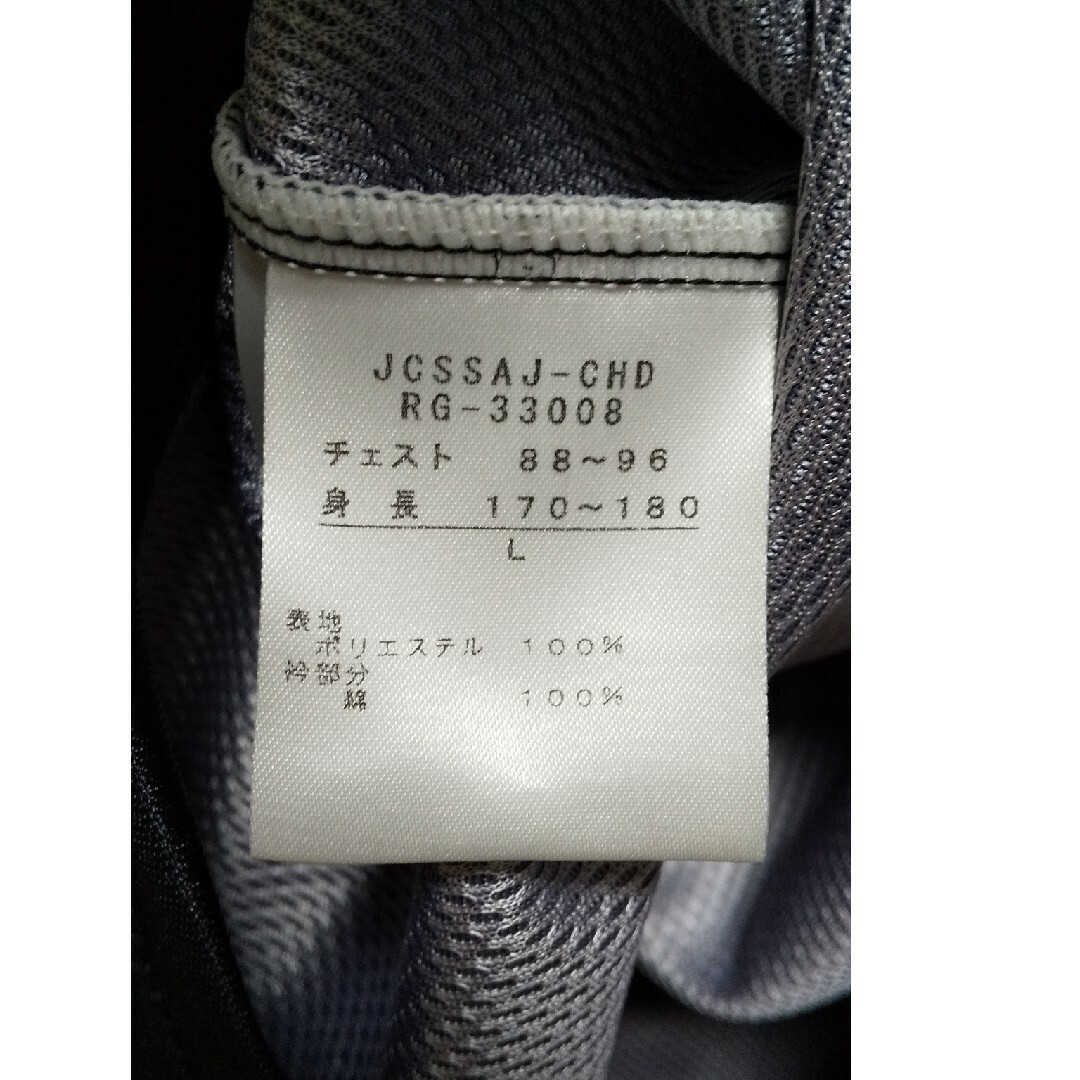 JCSSAJ-CHD
RG-33008
チェスト 88~96
身長 170~180
L
表地
ポリエステル 100%
衿部分
綿 100%